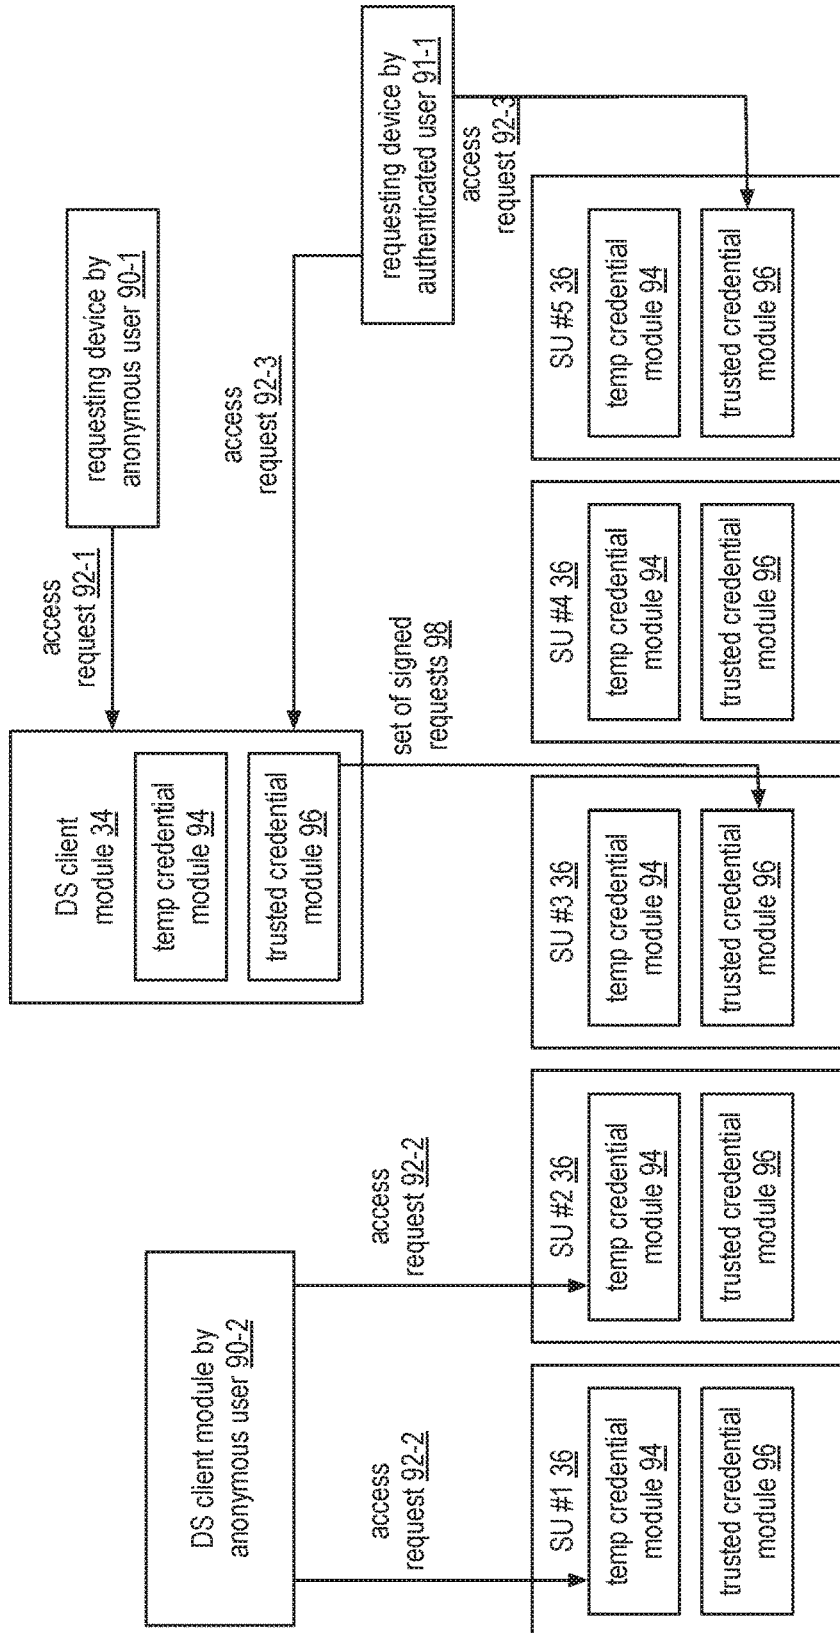 DS client module by
anonymous user 90-2
access
request 92-2
access
request 92-2
DS client
module 34
temp credential
module 94
trusted credential
module 96
access
request 92-1
requesting device by
anonymous user 90-1
access
request 92-3
requesting device by
authenticated user 91-1
access
request 92-3
set of signed
requests 98
SU #1 36
temp credential
module 94
trusted credential
module 96
SU #2 36
temp credential
module 94
trusted credential
module 96
SU #3 36
temp credential
module 94
trusted credential
module 96
SU #4 36
temp credential
module 94
trusted credential
module 96
SU #5 36
temp credential
module 94
trusted credential
module 96